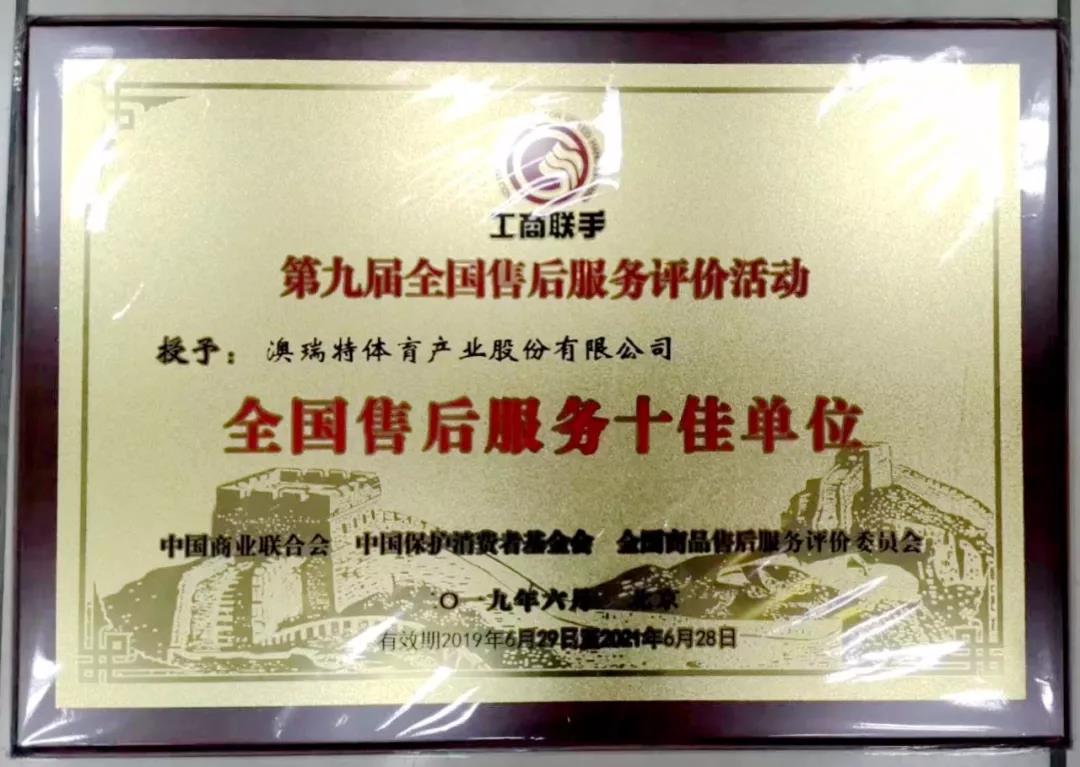 工商联手
第九届全国售后服务评价活动
授予：澳瑞特体育产业股份有限公司
全国售后服务十佳单位
中国商业联合会 中国保护消费者基金会 全国商品售后服务评价委员会
〇一九年六月 北京
有效期2019年6月29日至2021年6月28日